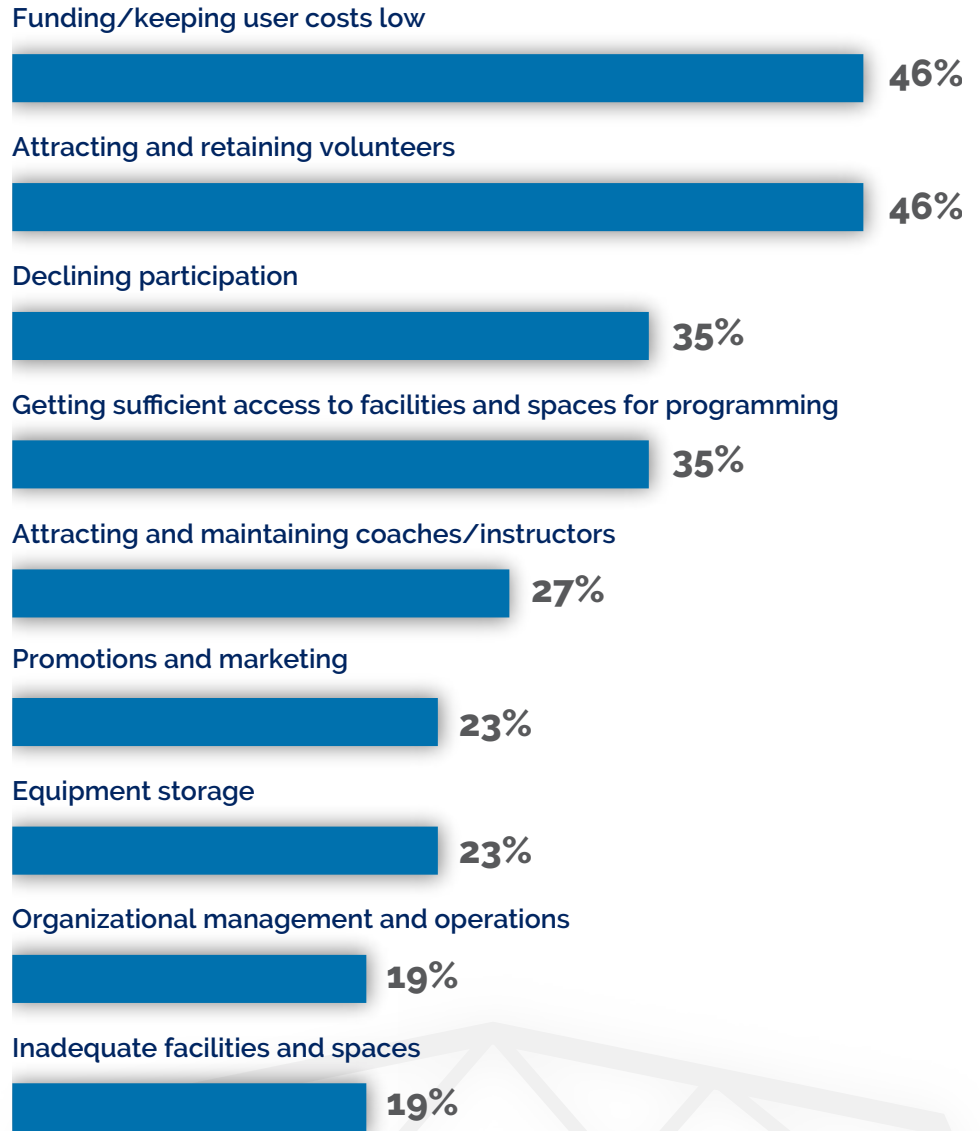 Funding/keeping user costs low
46%
Attracting and retaining volunteers
46%
Declining participation
35%
Getting sufficient access to facilities and spaces for programming
35%
Attracting and maintaining coaches/instructors
27%
Promotions and marketing
23%
Equipment storage
23%
Organizational management and operations
19%
Inadequate facilities and spaces
19%